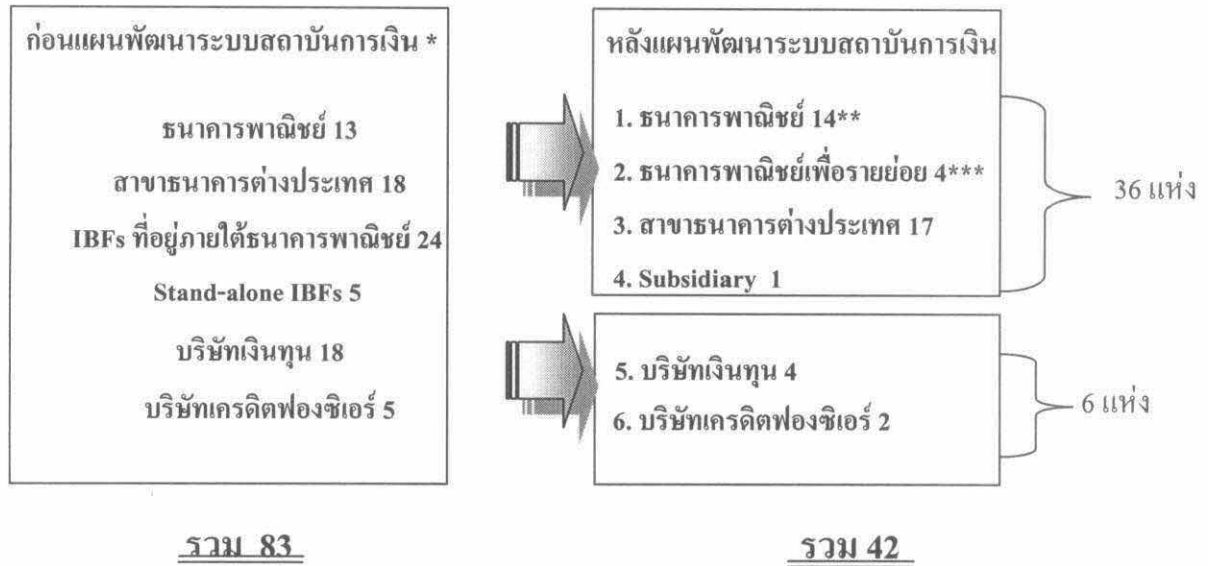 ก่อนแผนพัฒนาระบบสถาบันการเงิน *
ธนาคารพาณิชย์ 13
สาขาธนาคารต่างประเทศ 18
IBFs ที่อยู่ภายใต้ธนาคารพาณิชย์ 24
Stand-alone IBFs 5
บริษัทเงินทุน 18
บริษัทเครดิตฟองซิเอร์ 5
รวม 83
หลังแผนพัฒนาระบบสถาบันการเงิน
1. ธนาคารพาณิชย์ 14**
2. ธนาคารพาณิชย์เพื่อรายย่อย 4***
3. สาขาธนาคารต่างประเทศ 17
4. Subsidiary 1
36 แห่ง
5. บริษัทเงินทุน 4
6. บริษัทเครดิตฟองซิเอร์ 2
6 แห่ง
รวม 42